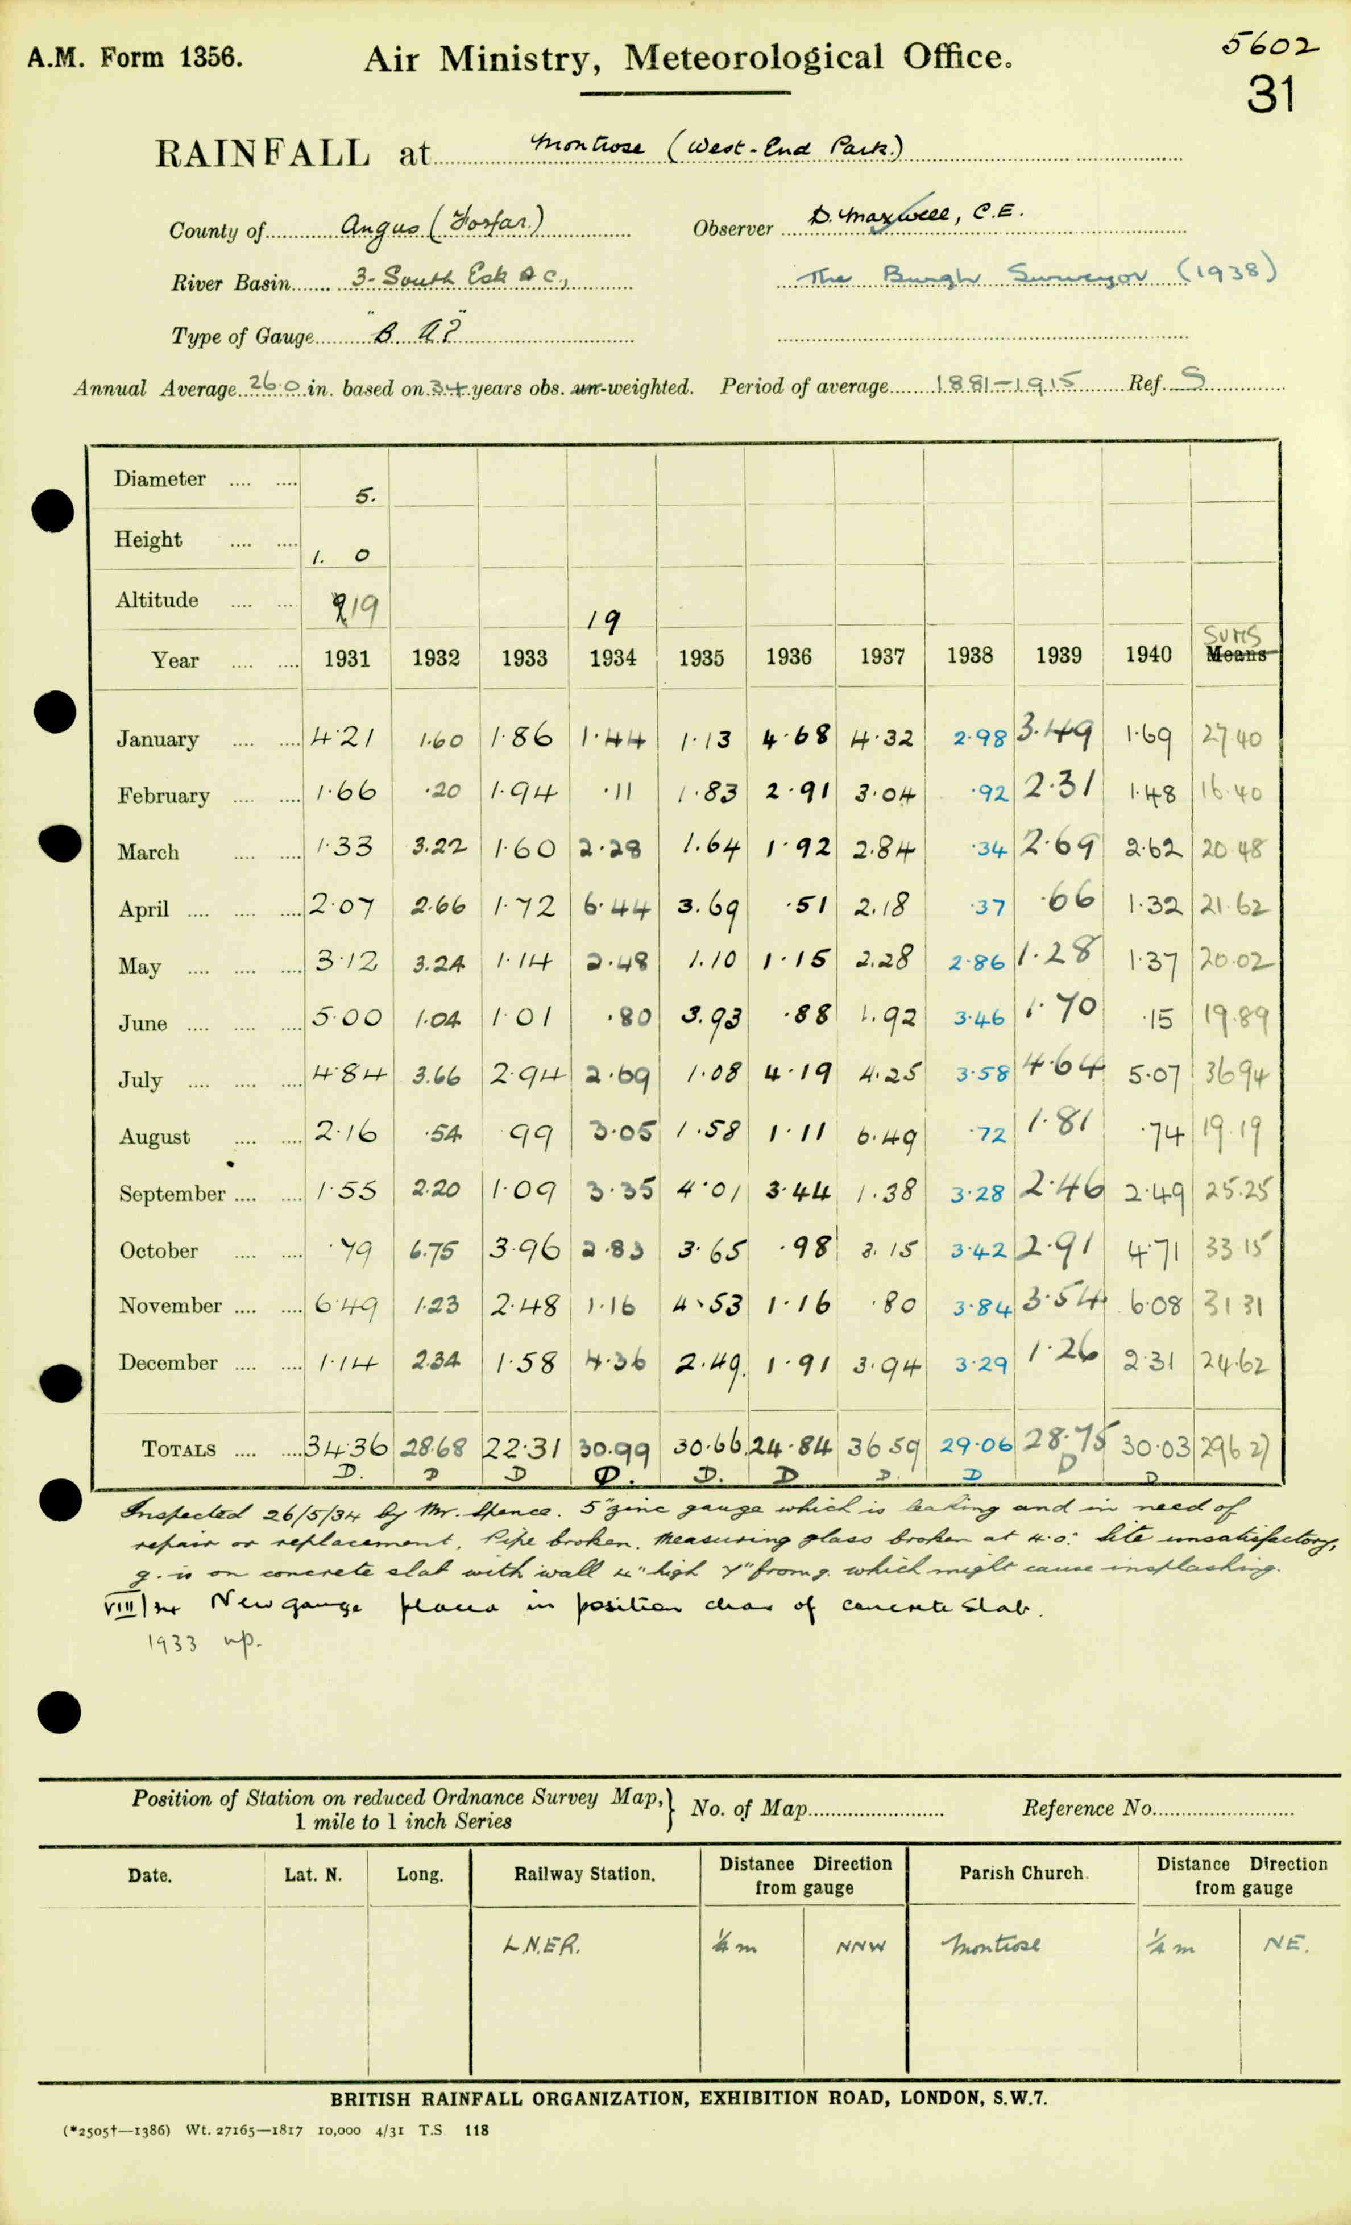 A.M. Form 1356. Air Ministry, Meteorological Office. 5602
31
RAINFALL at Montrose (West-End Park)
County of Angus (Forfar) Observer D. Maxwell, C.E.
River Basin 3-South Esk &c., The Burgh Surveyor (1938)
Type of Gauge "B. R?"
Annual Average 26.0 in. based on 34 years obs. un-weighted. Period of average 1881-1915 Ref. S
Diameter .... .... 5.
Height .... .... 1. 0
Altitude .... .... 19 19
Year .... .... 1931 1932 1933 1934 1935 1936 1937 1938 1939 1940 Means SUMS
January .... .... 4.21 1.60 1.86 1.44 1.13 4.68 4.32 2.98 3.49 1.69 27 40
February .... .... 1.66 .20 1.94 .11 1.83 2.91 3.04 .92 2.31 1.48 16.40
March .... .... 1.33 3.22 1.60 2.28 1.64 1.92 2.84 .34 2.69 2.62 20 48
April .... .... .... 2.07 2.66 1.72 6.44 3.69 .51 2.18 .37 .66 1.32 21.62
May .... .... .... 3.12 3.24 1.14 2.48 1.10 1.15 2.28 2.86 1.28 1.37 20.02
June .... .... .... 5.00 1.04 1.01 .80 3.93 .88 1.92 3.46 1.70 .15 19.89
July .... .... .... 4.84 3.66 2.94 2.69 1.08 4.19 4.25 3.58 4.64 5.07 36 94
August .... .... 2.16 .54 .99 3.05 1.58 1.11 6.49 .72 1.81 .74 19.19
September .... .... 1.55 2.20 1.09 3.35 4.01 3.44 1.38 3.28 2.46 2.49 25.25
October .... .... .79 6.75 3.96 2.83 3.65 .98 3.15 3.42 2.91 4.71 33 15
November .... .... 6.49 1.23 2.48 1.16 4.53 1.16 .80 3.84 3.54 6.08 31 31
December .... .... 1.14 2.34 1.58 4.36 2.49 1.91 3.94 3.29 1.26 2.31 24.62
TOTALS .... .... 34.36 28.68 22.31 30.99 30.66 24.84 36 59 29.06 28.75 30.03 296 27
D. D D D. D. D D. D D D
Inspected 26/5/34 by Mr. Spence. 5" zinc gauge which is leaking and in need of
repair or replacement. Pipe broken. Measuring glass broken at 4.0. Site unsatisfactory,
g. is on concrete slab with wall 4" high 7" from g. which might cause insplashing.
VIII/34 New gauge placed in position clear of concrete slab.
1933 up.
Position of Station on reduced Ordnance Survey Map,
1 mile to 1 inch Series } No. of Map Reference No.
Date. Lat. N. Long. Railway Station. Distance Direction from gauge Parish Church. Distance Direction from gauge
L.N.E.R. ¼ m NNW Montrose ¼ m NE.
BRITISH RAINFALL ORGANIZATION, EXHIBITION ROAD, LONDON, S.W.7.
(*2505†—1386) Wt. 27165—1817 10,000 4/31 T.S 118